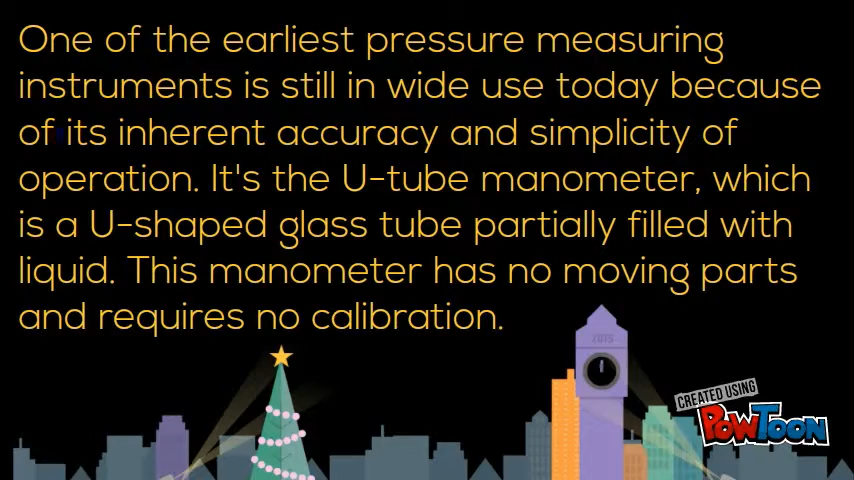 One of the earliest pressure measuring
instruments is still in wide use today because
of its inherent accuracy and simplicity of
operation. It's the U-tube manometer, which
is a U-shaped glass tube partially filled with
liquid. This manometer has no moving parts
and requires no calibration.
2015
CREATED USING
POWTOON